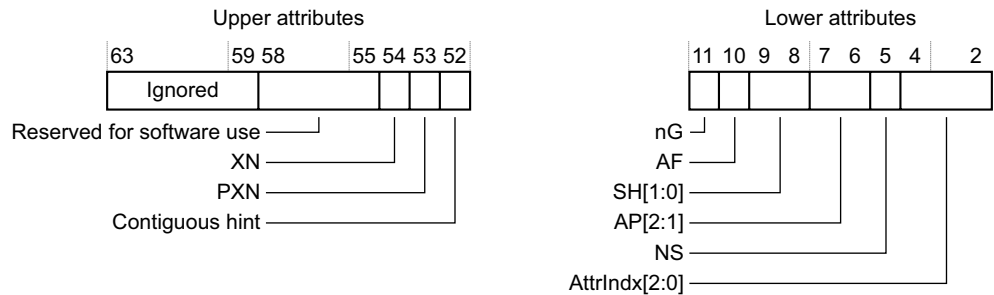 Upper attributes
Lower attributes
63 59 58 55 54 53 52
11 10 9 8 7 6 5 4 2
Ignored
Reserved for software use
XN
PXN
Contiguous hint
nG
AF
SH[1:0]
AP[2:1]
NS
AttrIndx[2:0]